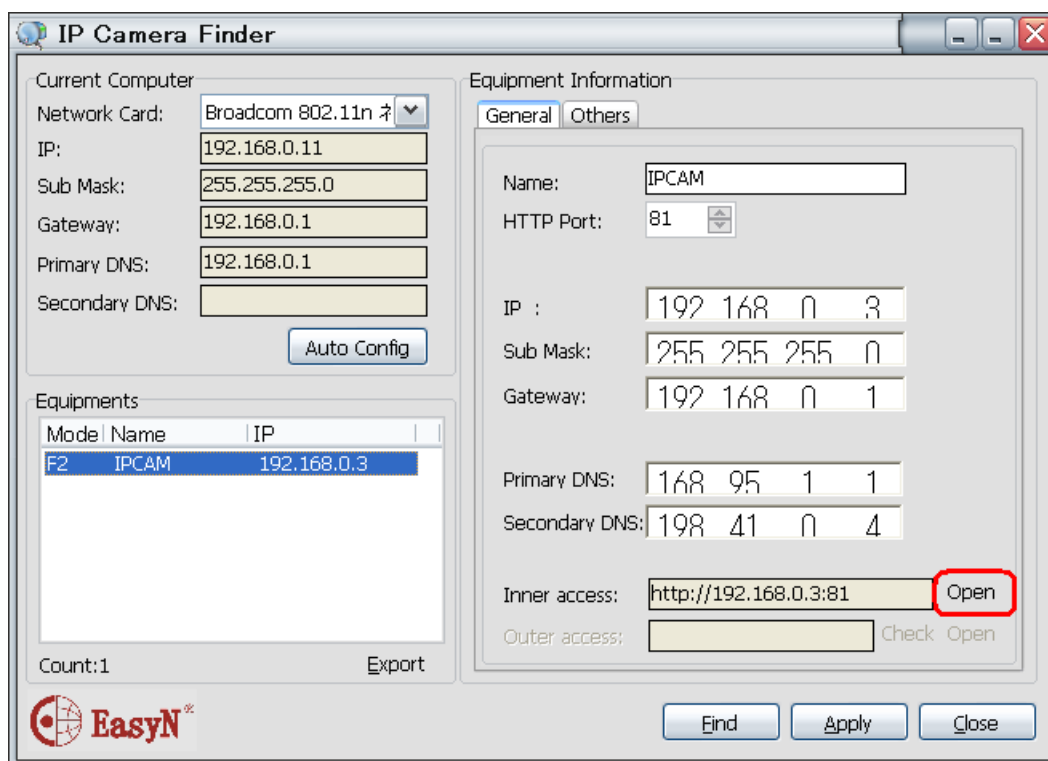 IP Camera Finder
Current Computer
Network Card: Broadcom 802.11n ネ
IP: 192.168.0.11
Sub Mask: 255.255.255.0
Gateway: 192.168.0.1
Primary DNS: 192.168.0.1
Secondary DNS:
Auto Config
Equipments
Mode Name IP
F2 IPCAM 192.168.0.3
Count:1 Export
EasyN®
Equipment Information
General Others
Name: IPCAM
HTTP Port: 81
IP : 192 168 0 3
Sub Mask: 255 255 255 0
Gateway: 192 168 0 1
Primary DNS: 168 95 1 1
Secondary DNS: 198 41 0 4
Inner access: http://192.168.0.3:81 Open
Outer access: Check Open
Find Apply Close